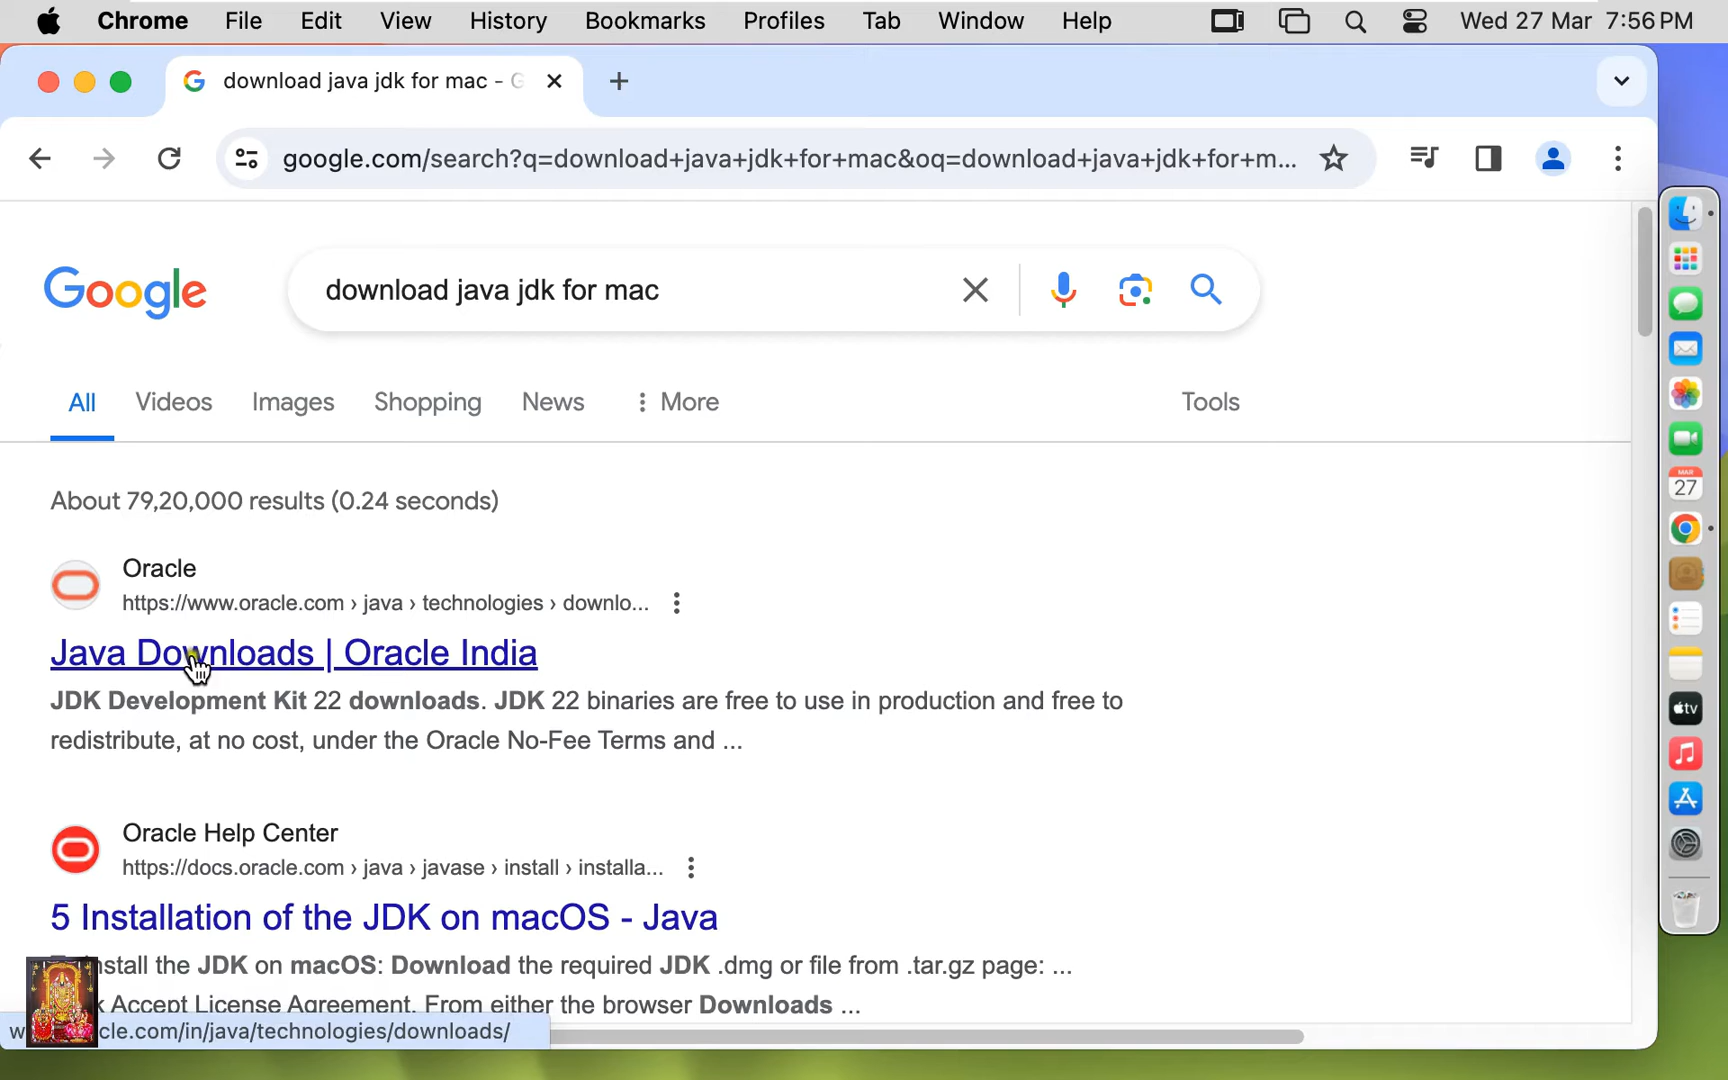 Chrome File Edit View History Bookmarks Profiles Tab Window Help Wed 27 Mar 7:56 PM
download java jdk for mac - G
google.com/search?q=download+java+jdk+for+mac&oq=download+java+jdk+for+m...
Google download java jdk for mac
All Videos Images Shopping News More Tools
About 79,20,000 results (0.24 seconds)
Oracle
https://www.oracle.com › java › technologies › downlo...
Java Downloads | Oracle India
JDK Development Kit 22 downloads. JDK 22 binaries are free to use in production and free to
redistribute, at no cost, under the Oracle No-Fee Terms and ...
Oracle Help Center
https://docs.oracle.com › java › javase › install › installa...
5 Installation of the JDK on macOS - Java
nstall the JDK on macOS: Download the required JDK .dmg or file from .tar.gz page: ...
k Accept License Agreement. From either the browser Downloads ...
cle.com/in/java/technologies/downloads/
MAR
27
tv